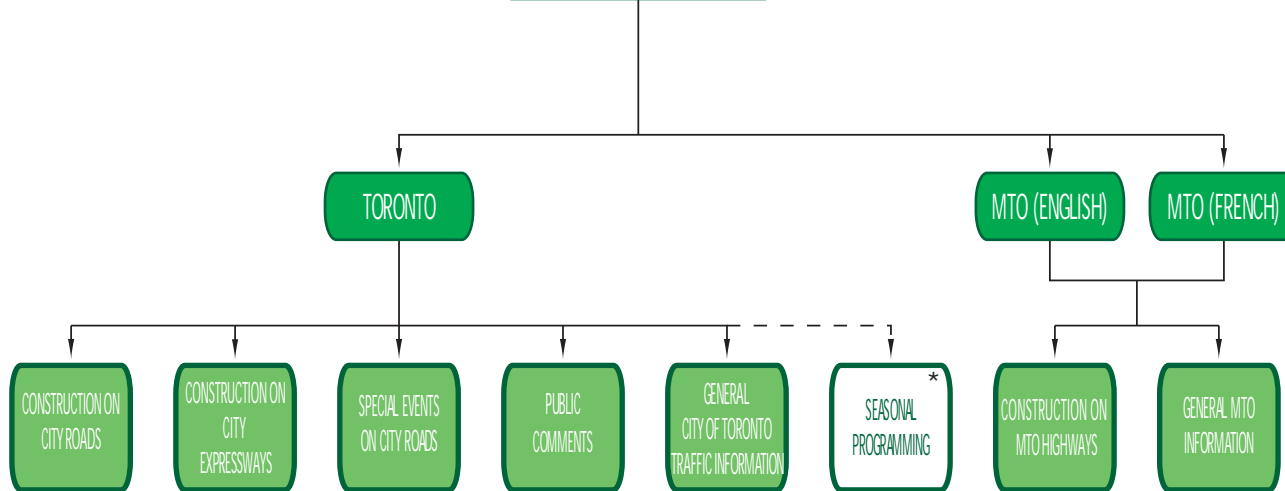 TORONTO
MTO (ENGLISH)
MTO (FRENCH)
CONSTRUCTION ON
CITY ROADS
CONSTRUCTION ON
CITY
EXPRESSWAYS
SPECIAL EVENTS
ON CITY ROADS
PUBLIC
COMMENTS
GENERAL
CITY OF TORONTO
TRAFFIC INFORMATION
*
SEASONAL
PROGRAMMING
CONSTRUCTION ON
MTO HIGHWAYS
GENERAL MTO
INFORMATION